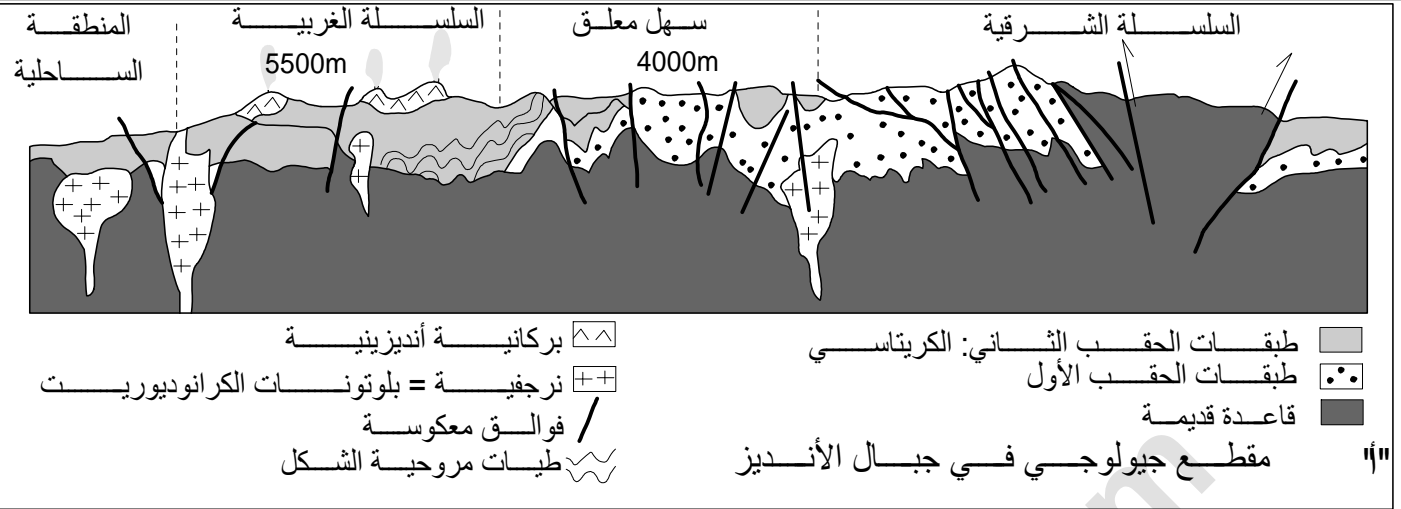 السلسلة الشرقية
سهل معلق
السلسلة الغربية
المنطقة
الساحلية
4000m
5500m
طبقات الحقب الثاني: الكريتاسي
طبقات الحقب الأول
قاعدة قديمة
بركانية أنديزينية
نرجفية = بلوتونات الكرانوديوريت
فوالق معكوسة
طيات مروحية الشكل
"أ" مقطع جيولوجي في جبال الأنديز